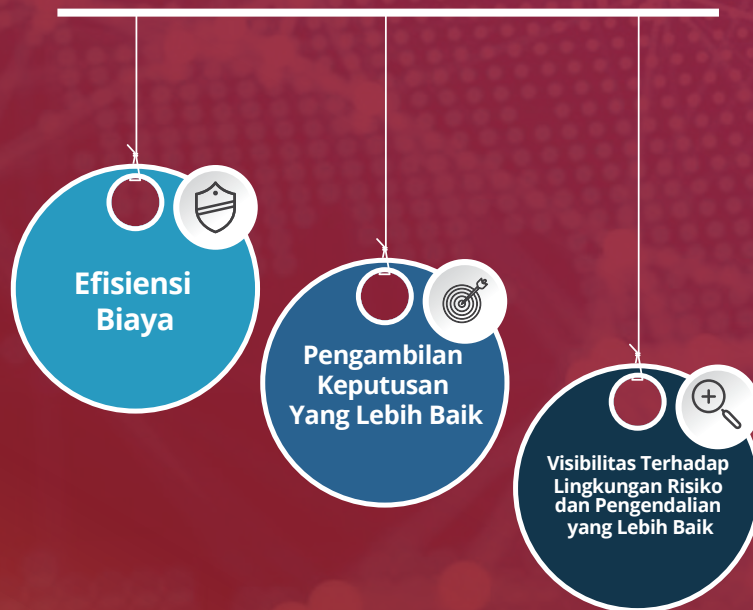 Efisiensi
Biaya
Pengambilan
Keputusan
Yang Lebih Baik
Visibilitas Terhadap
Lingkungan Risiko
dan Pengendalian
yang Lebih Baik